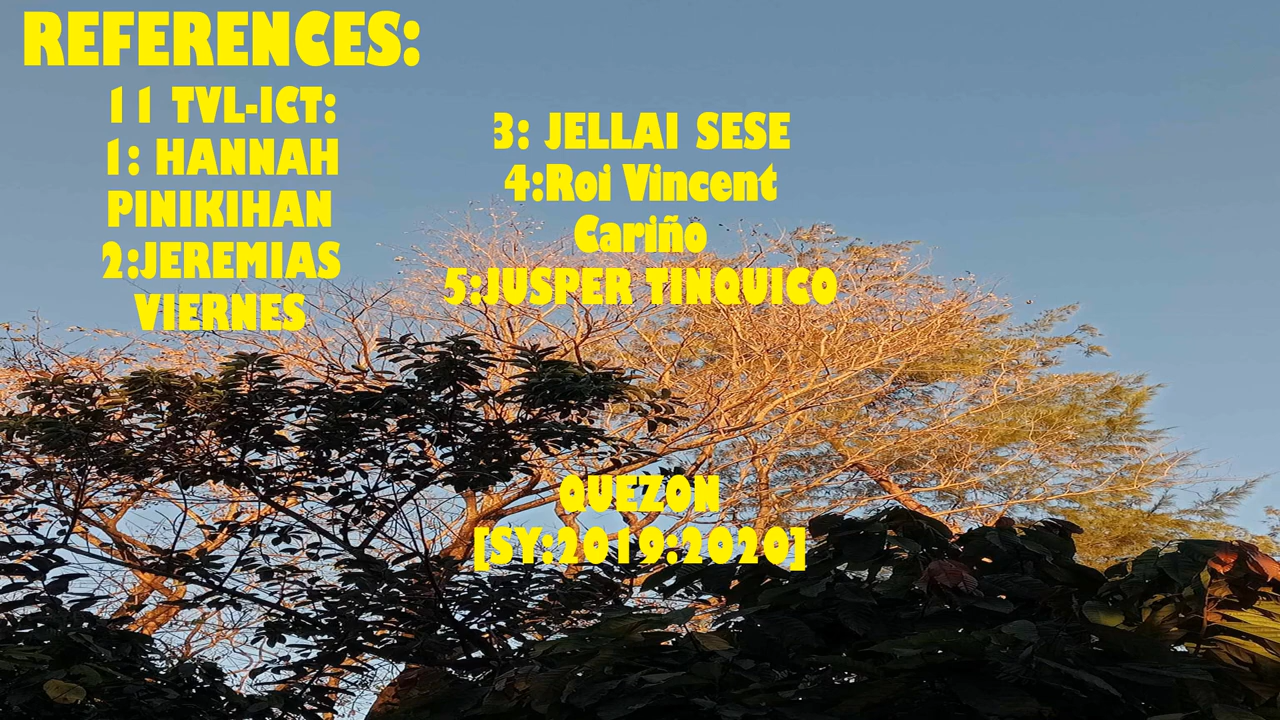 REFERENCES:
11 TVL-ICT:
1: HANNAH
PINIKIHAN
2:JEREMIAS
VIERNES
3: JELLAI SESE
4:Roi Vincent
Cariño
5:JUSPER TINQUICO
QUEZON
[SY:2019:2020]